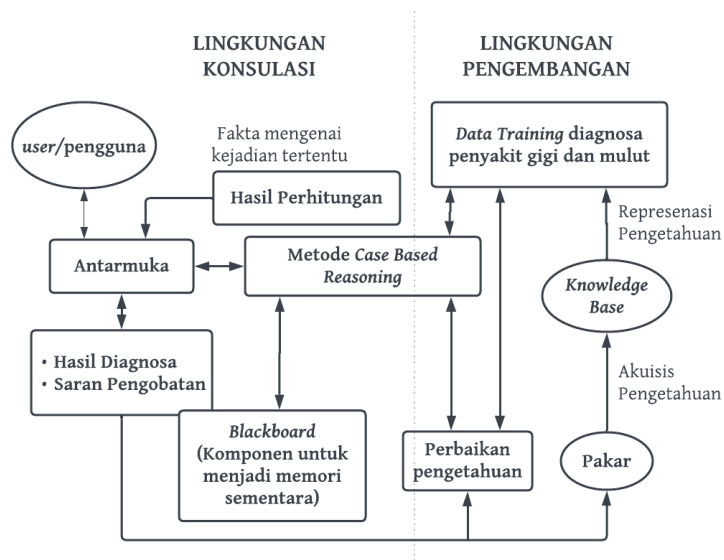 LINGKUNGAN
KONSULASI
LINGKUNGAN
PENGEMBANGAN
user/pengguna
Fakta mengenai
kejadian tertentu
Hasil Perhitungan
Data Training diagnosa
penyakit gigi dan mulut
Represenasi
Pengetahuan
Antarmuka
Metode Case Based
Reasoning
Knowledge
Base
• Hasil Diagnosa
• Saran Pengobatan
Akuisis
Pengetahuan
Blackboard
(Komponen untuk
menjadi memori
sementara)
Perbaikan
pengetahuan
Pakar